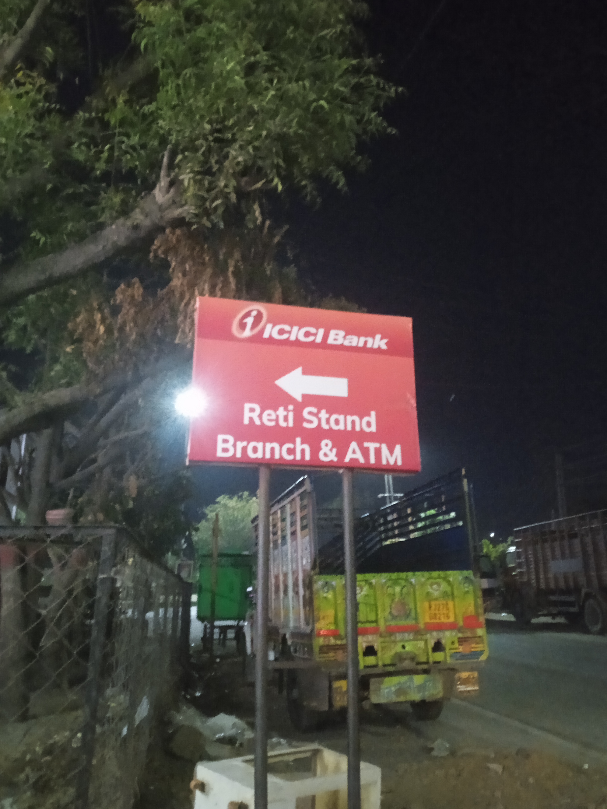 i ICICI Bank
Reti Stand
Branch & ATM